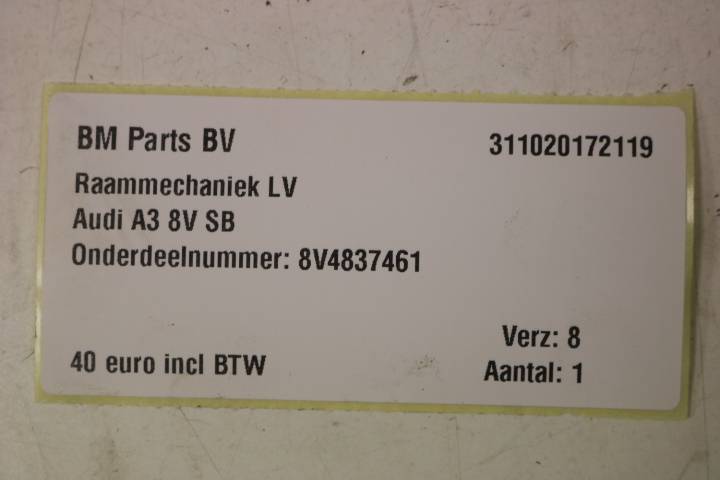 BM Parts BV
311020172119
Raammechaniek LV
Audi A3 8V SB
Onderdeelnummer: 8V4837461
Verz: 8
40 euro incl BTW
Aantal: 1